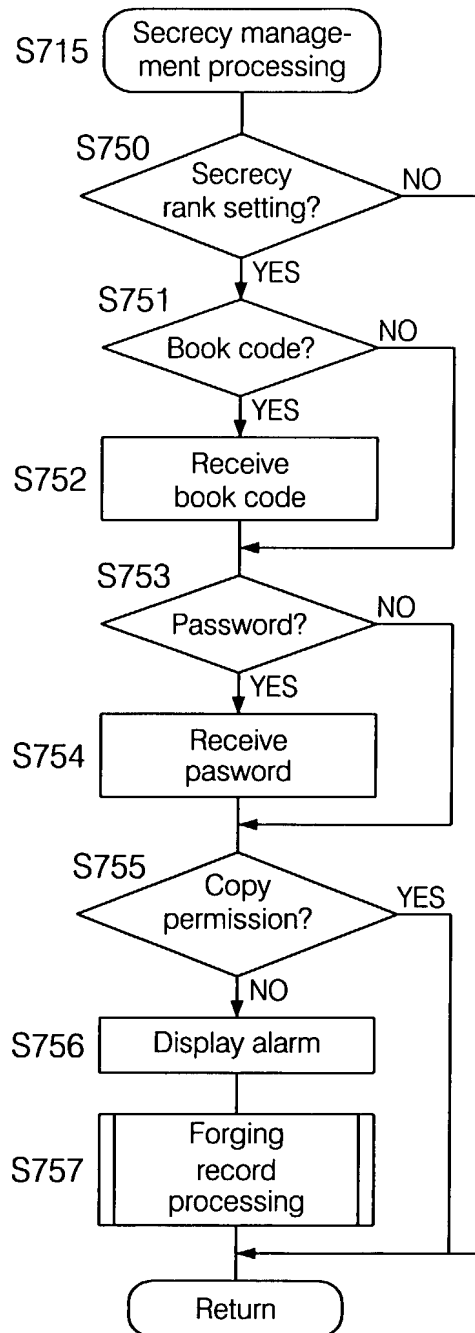 S715
Secrecy manage-
ment processing
S750
Secrecy
rank setting?
NO
YES
S751
Book code?
NO
YES
S752
Receive
book code
S753
Password?
NO
YES
S754
Receive
pasword
S755
Copy
permission?
YES
NO
S756
Display alarm
S757
Forging
record
processing
Return